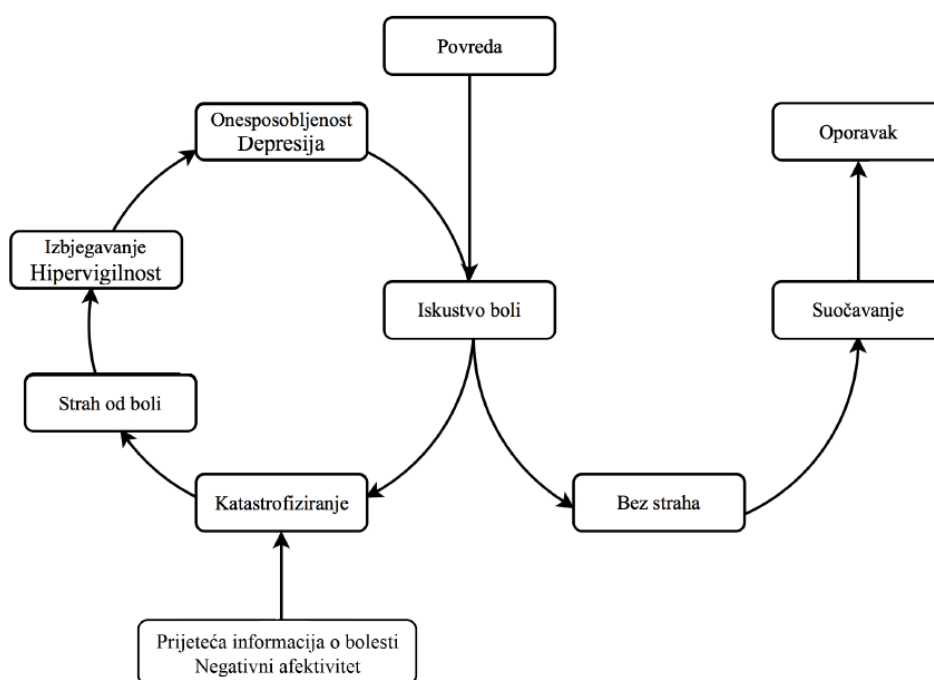 Povreda
Onesposobljenost
Depresija
Oporavak
Izbjegavanje
Hipervigilnost
Iskustvo boli
Suočavanje
Strah od boli
Katastrofiziranje
Bez straha
Prijeteća informacija o bolesti
Negativni afektivitet